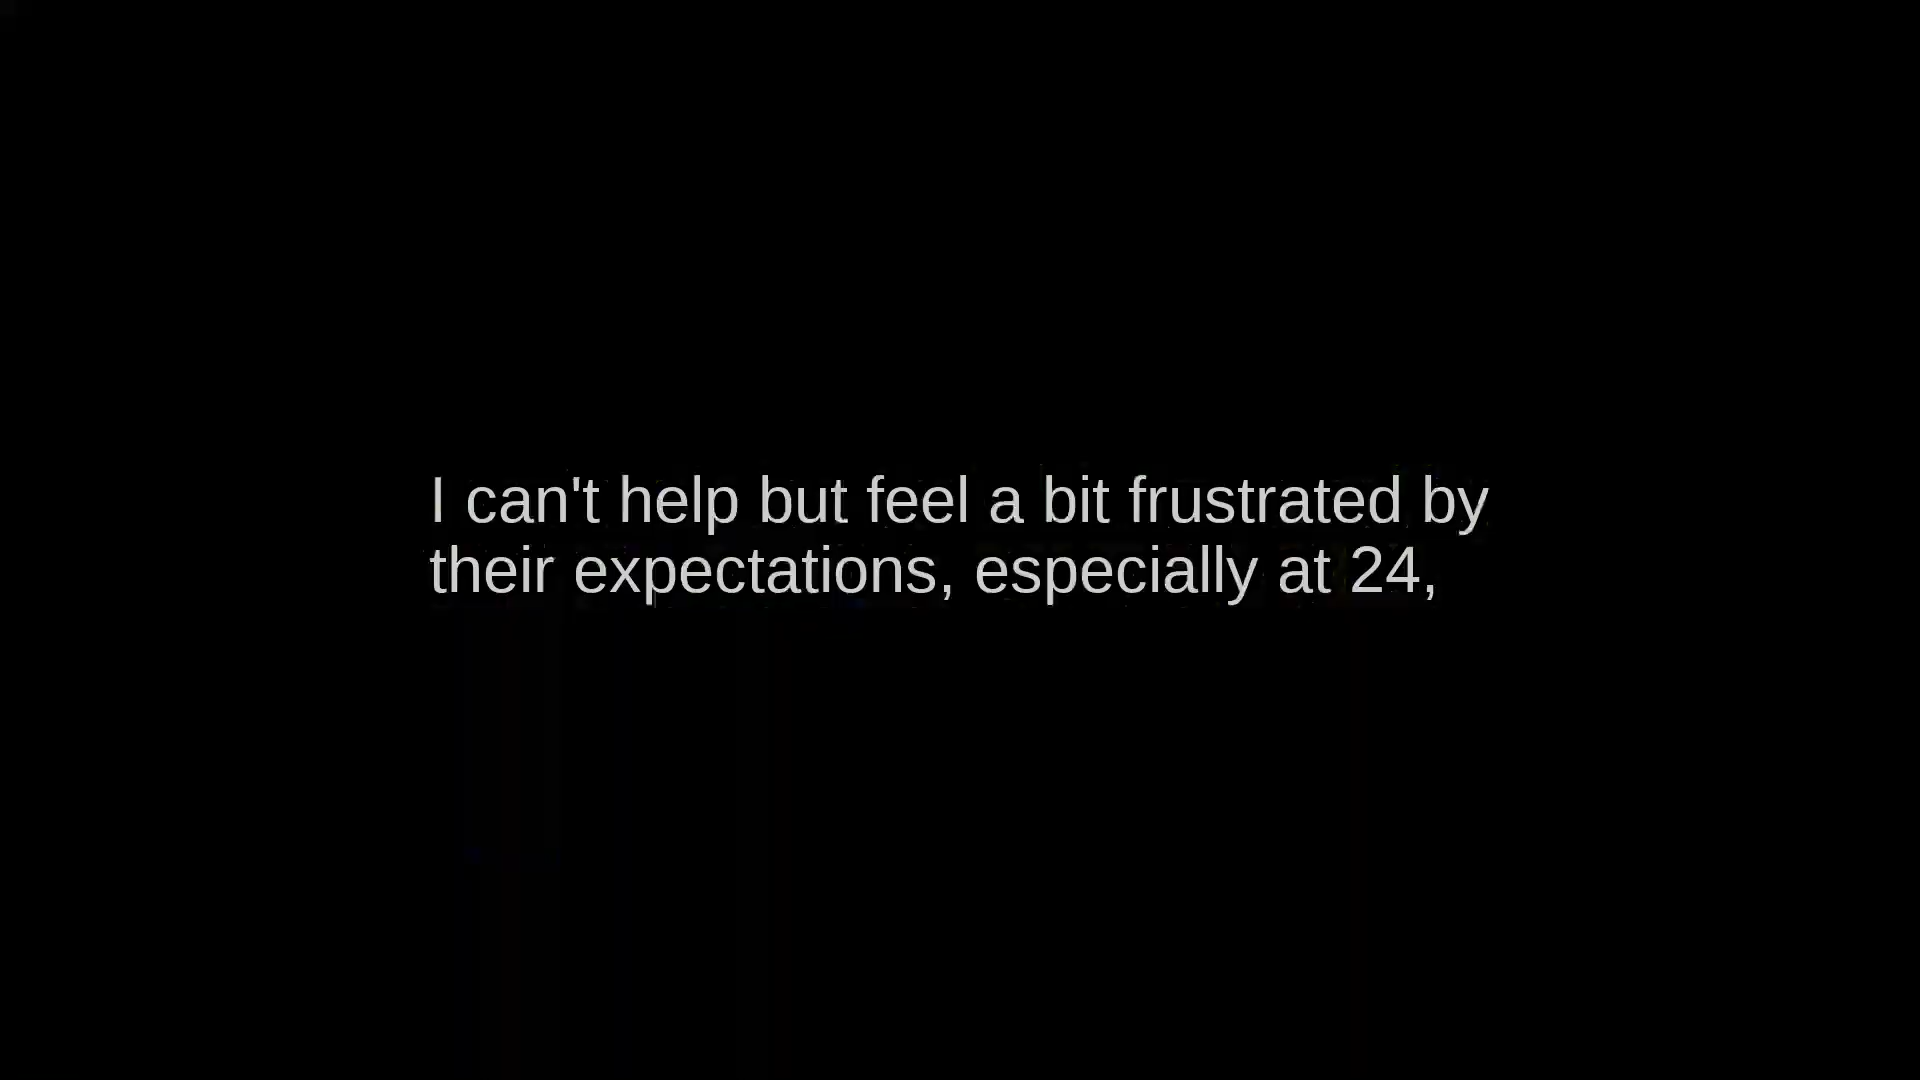 I can't help but feel a bit frustrated by
their expectations, especially at 24,